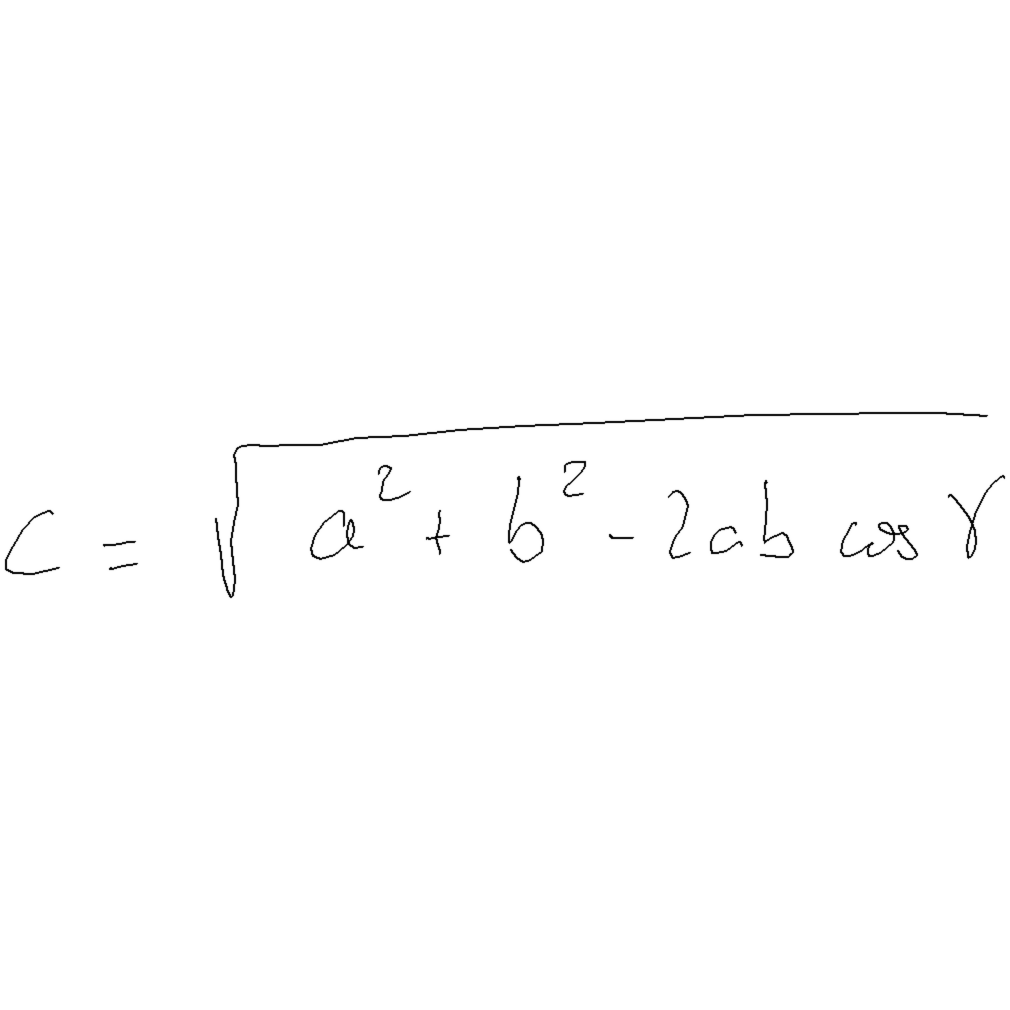 c = √(a² + b² - 2ab cos γ)